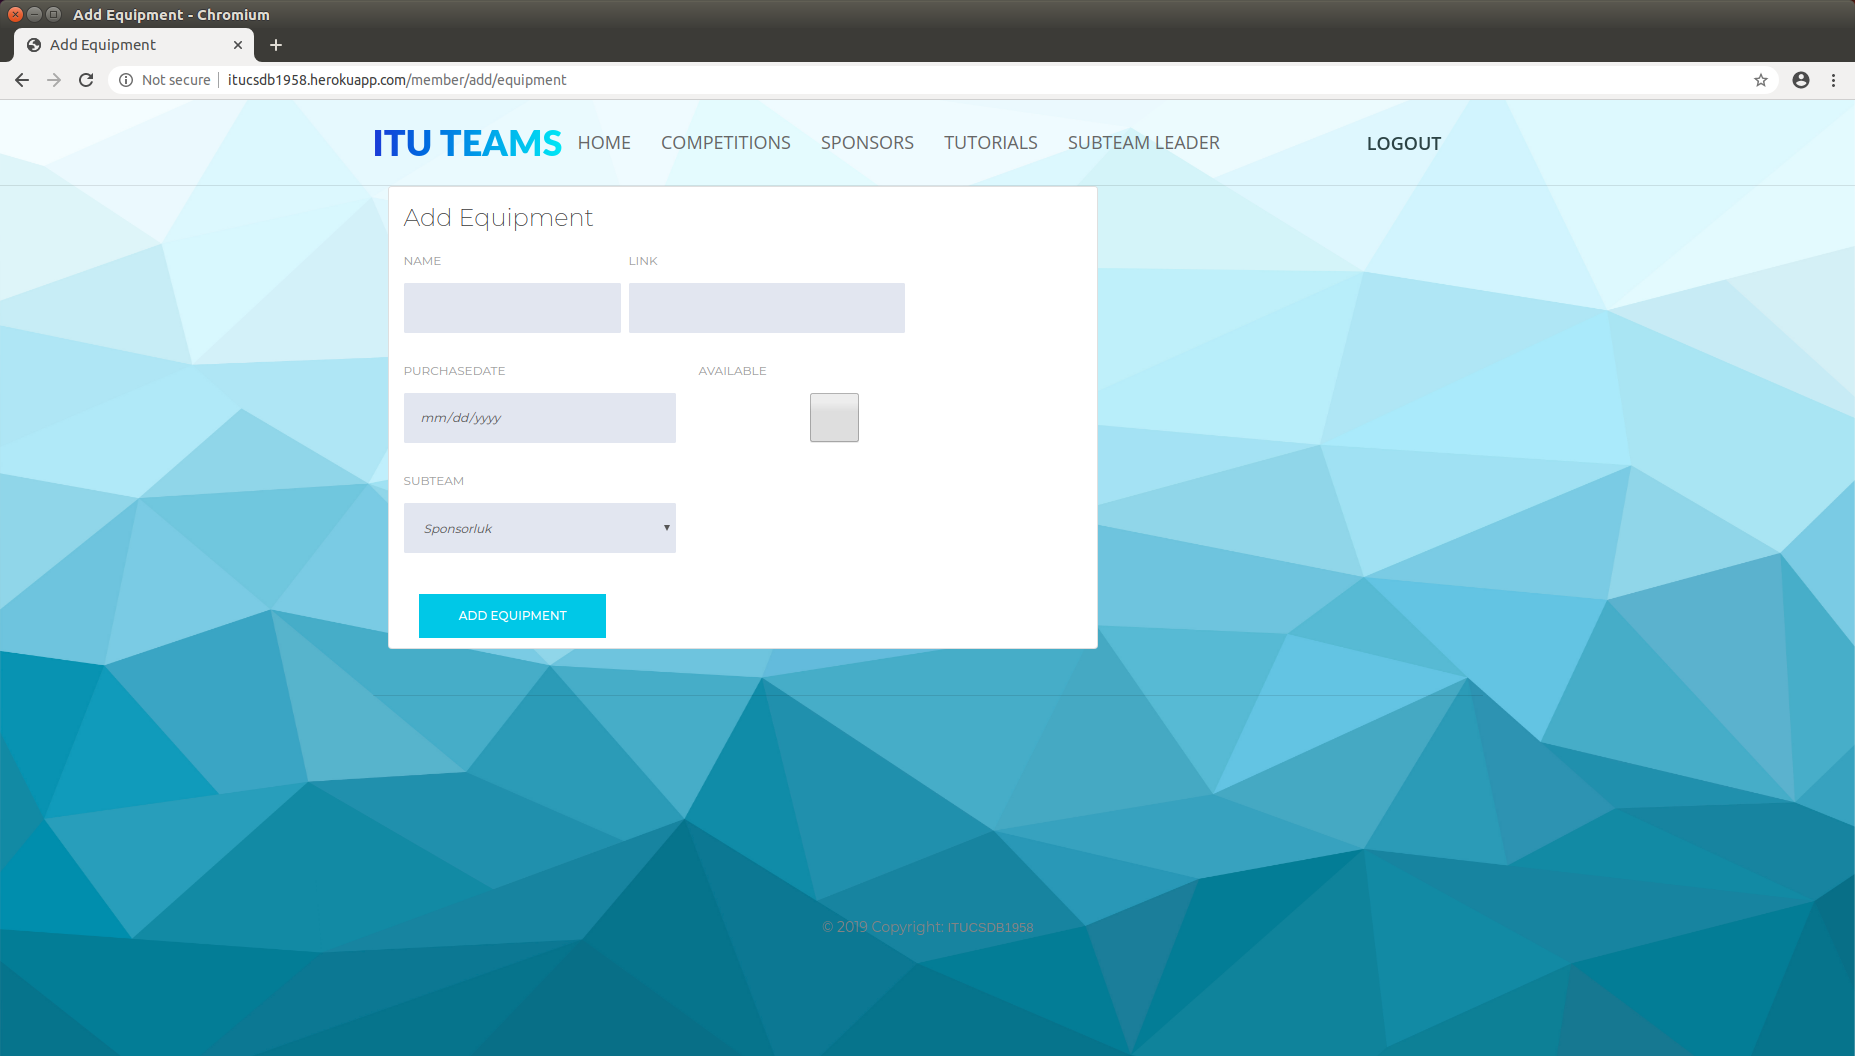 Add Equipment - Chromium
Add Equipment
Not secure itucsdb1958.herokuapp.com/member/add/equipment
ITU TEAMS HOME COMPETITIONS SPONSORS TUTORIALS SUBTEAM LEADER LOGOUT
Add Equipment
NAME LINK
PURCHASEDATE AVAILABLE
mm/dd/yyyy
SUBTEAM
Sponsorluk
ADD EQUIPMENT
© 2019 Copyright: ITUCSDB1958